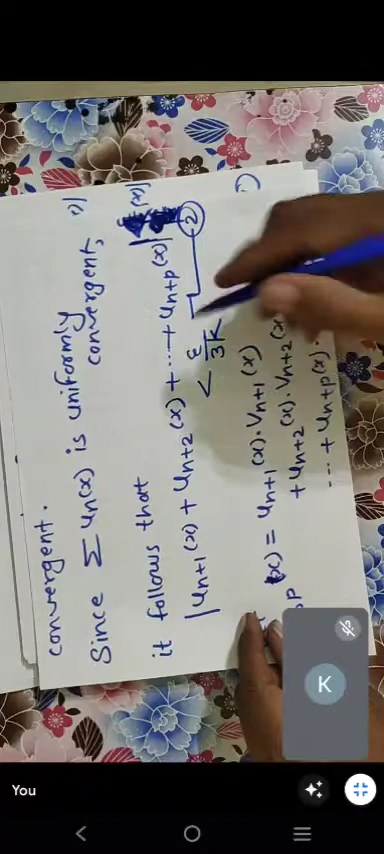 convergent.
Since ∑ un(x) is uniformly
convergent,
it follows that
|un+1(x) + un+2(x) + ... + un+p(x)|
< ε/3K —— 2
(x) = un+1(x). vn+1(x)
+ un+2(x). vn+2(x
... + un+p(x).
K
You